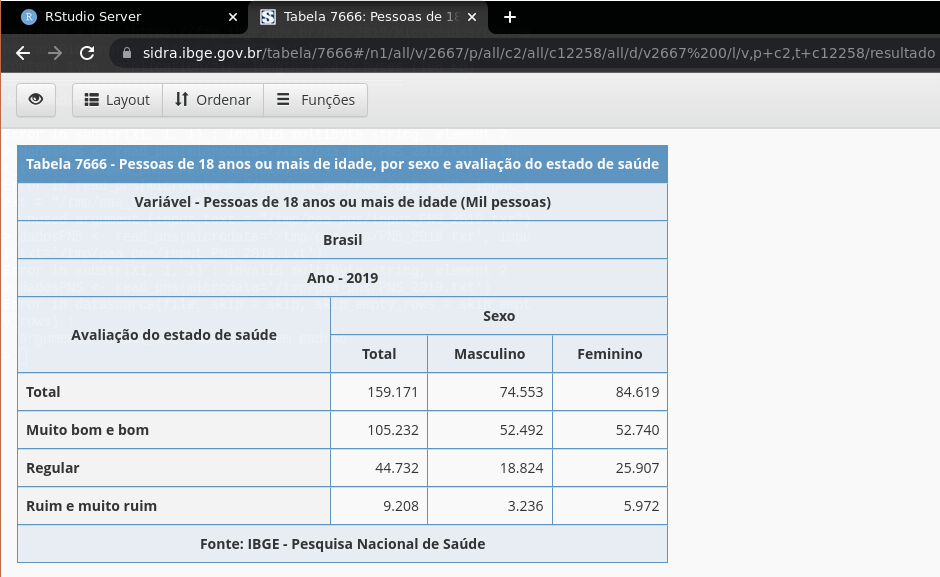 RStudio Server
Tabela 7666: Pessoas de 18
sidra.ibge.gov.br/tabela/7666#/n1/all/v/2667/p/all/c2/all/c12258/all/d/v2667%200/l/v,p+c2,t+c12258/resultado
Layout Ordenar Funções
Tabela 7666 - Pessoas de 18 anos ou mais de idade, por sexo e avaliação do estado de saúde
Variável - Pessoas de 18 anos ou mais de idade (Mil pessoas)
Brasil
Ano - 2019
Avaliação do estado de saúde
Sexo
Total Masculino Feminino
Total 159.171 74.553 84.619
Muito bom e bom 105.232 52.492 52.740
Regular 44.732 18.824 25.907
Ruim e muito ruim 9.208 3.236 5.972
Fonte: IBGE - Pesquisa Nacional de Saúde